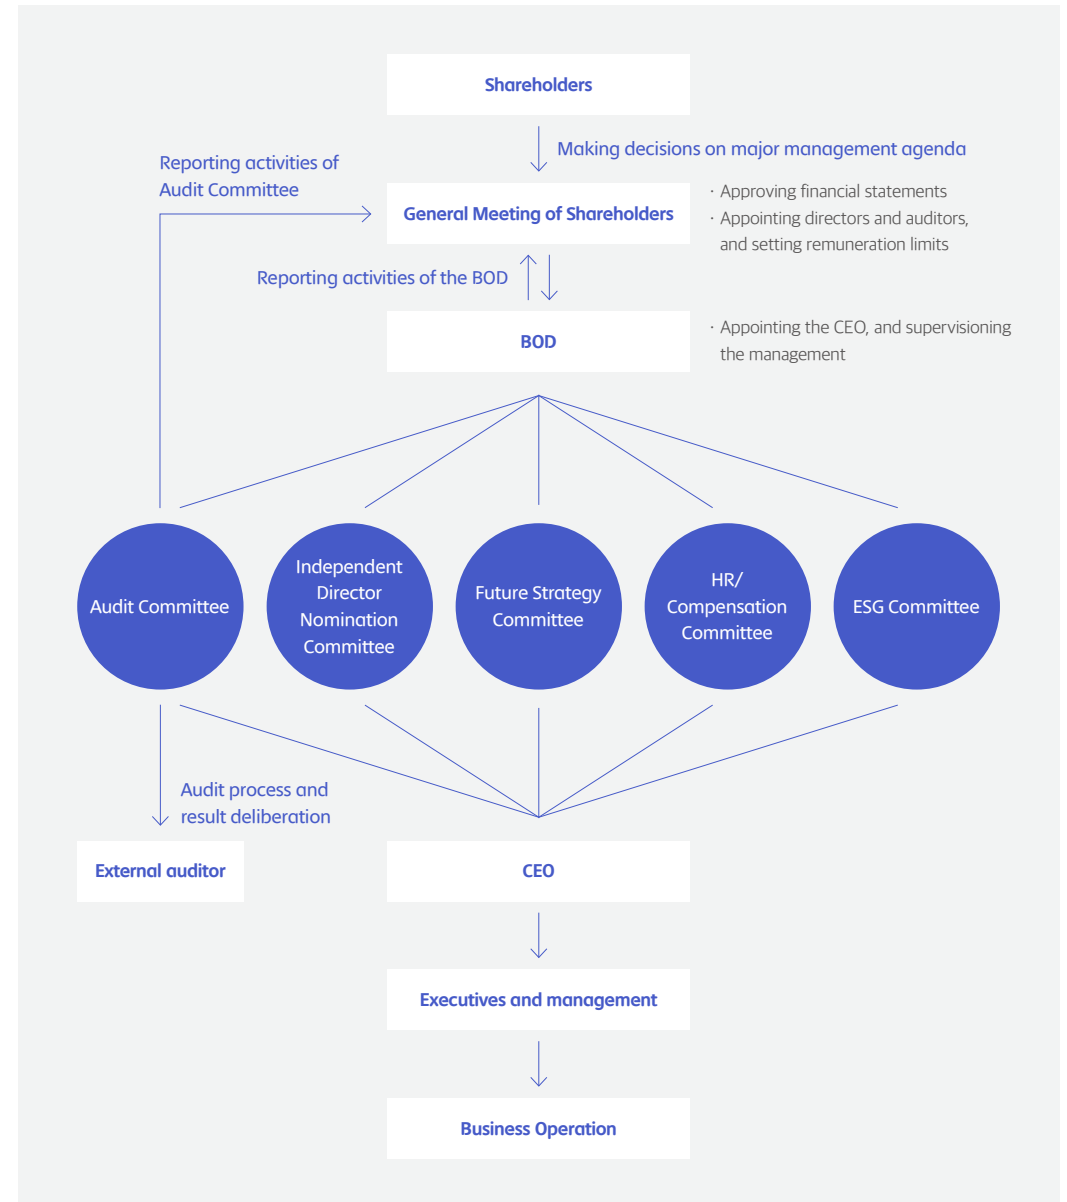 Shareholders
Making decisions on major management agenda
Reporting activities of
Audit Committee
General Meeting of Shareholders
· Approving financial statements
· Appointing directors and auditors,
and setting remuneration limits
Reporting activities of the BOD
BOD
· Appointing the CEO, and supervisioning
the management
Audit Committee
Independent
Director
Nomination
Committee
Future Strategy
Committee
HR/
Compensation
Committee
ESG Committee
Audit process and
result deliberation
External auditor
CEO
Executives and management
Business Operation